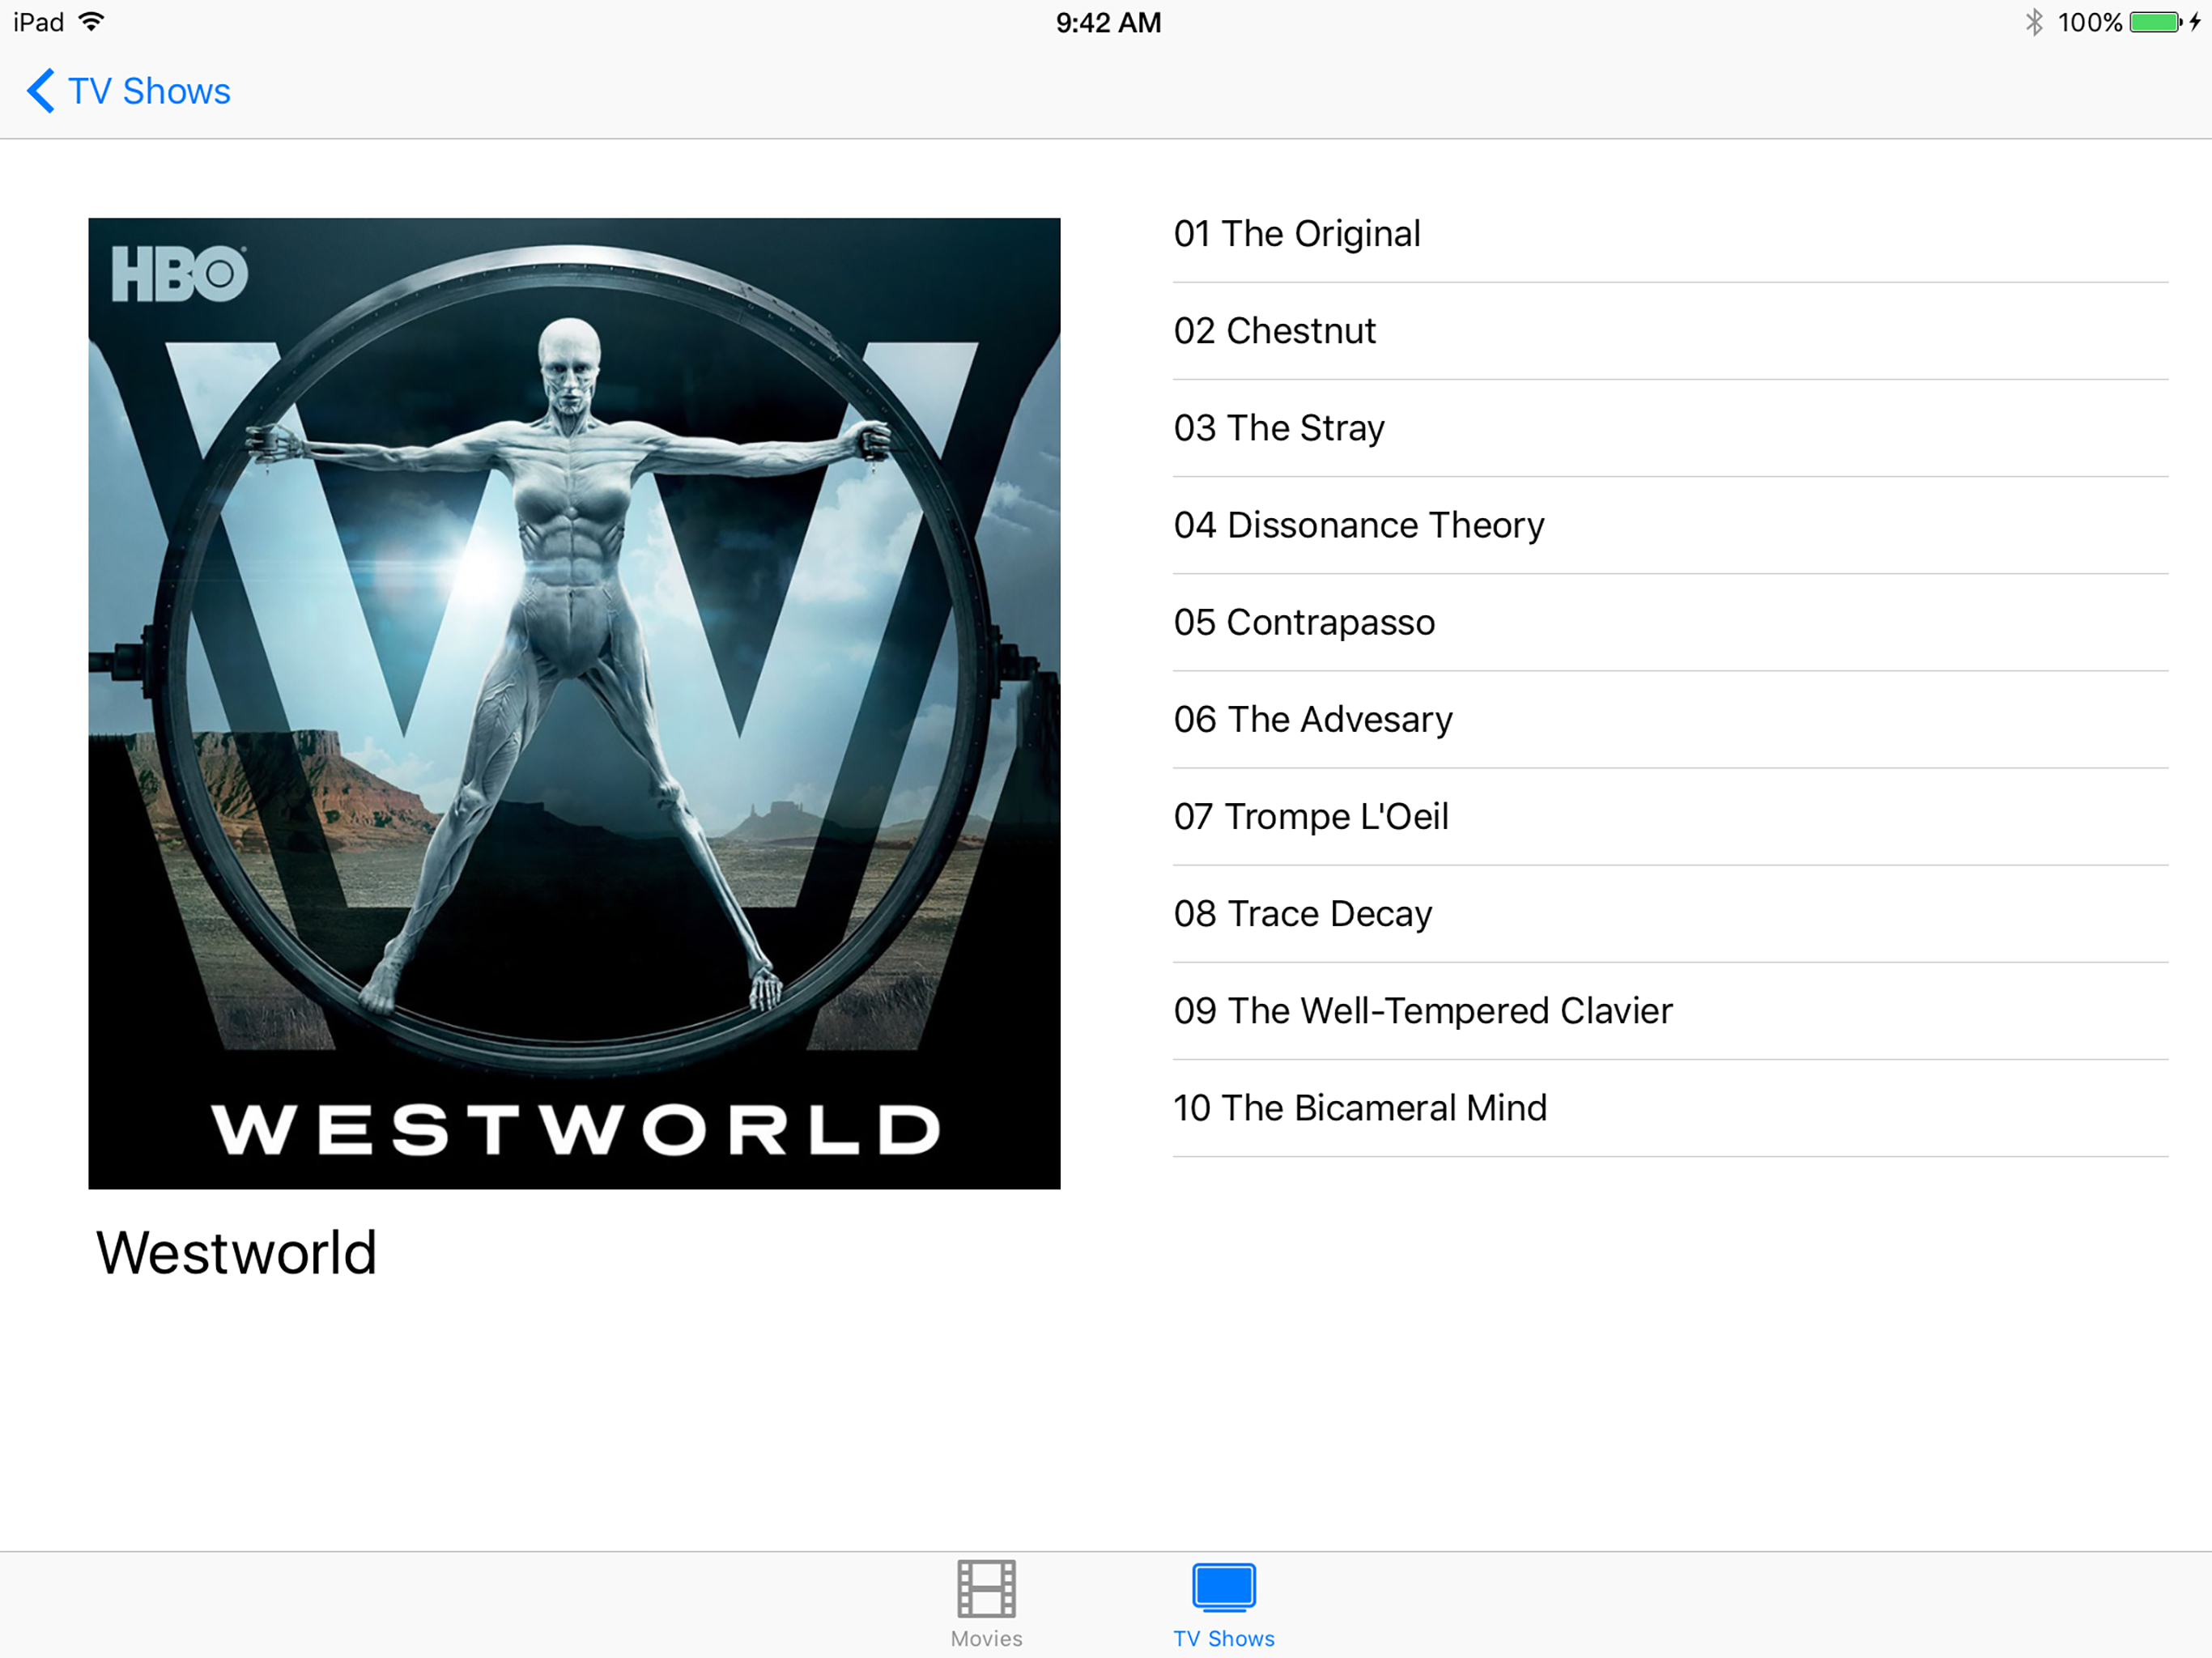 iPad
9:42 AM
100%
TV Shows
HBO
WESTWORLD
Westworld
01 The Original
02 Chestnut
03 The Stray
04 Dissonance Theory
05 Contrapasso
06 The Advesary
07 Trompe L'Oeil
08 Trace Decay
09 The Well-Tempered Clavier
10 The Bicameral Mind
Movies
TV Shows